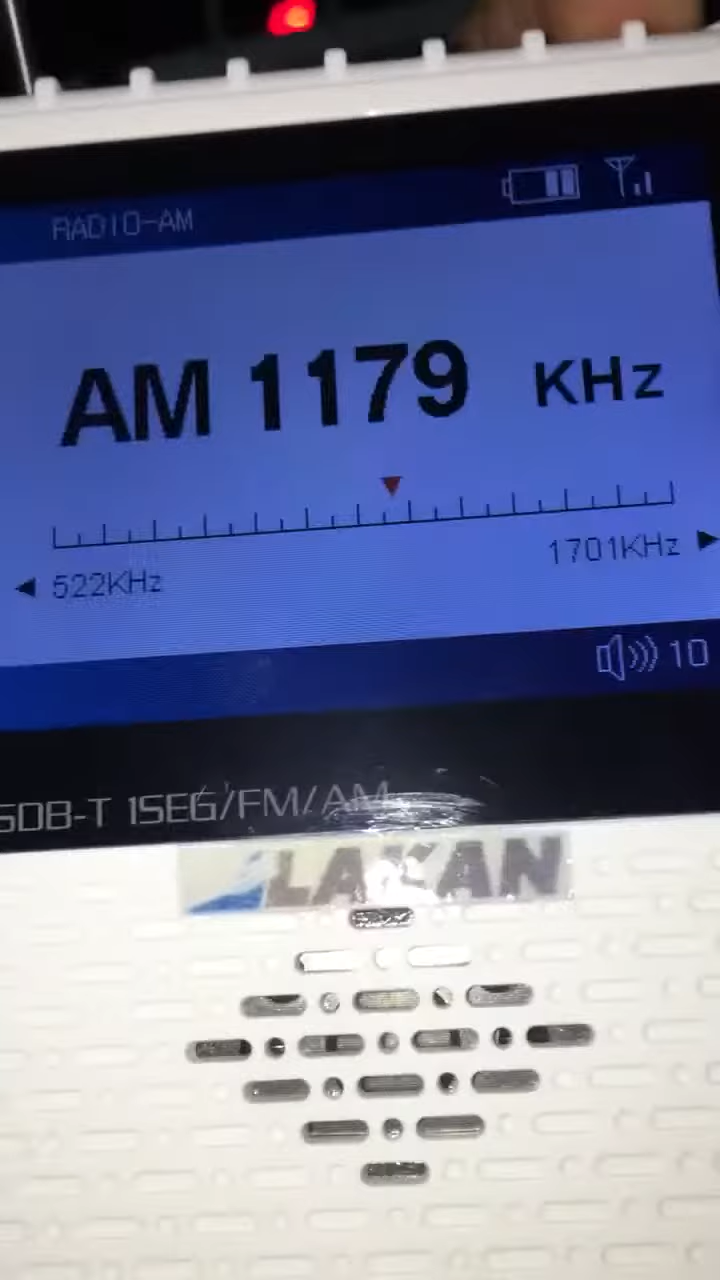 RADIO-AM
AM 1179 KHz
1701KHz
522KHz
10
SDB-T 1SEG/FM/AM
LAKAN